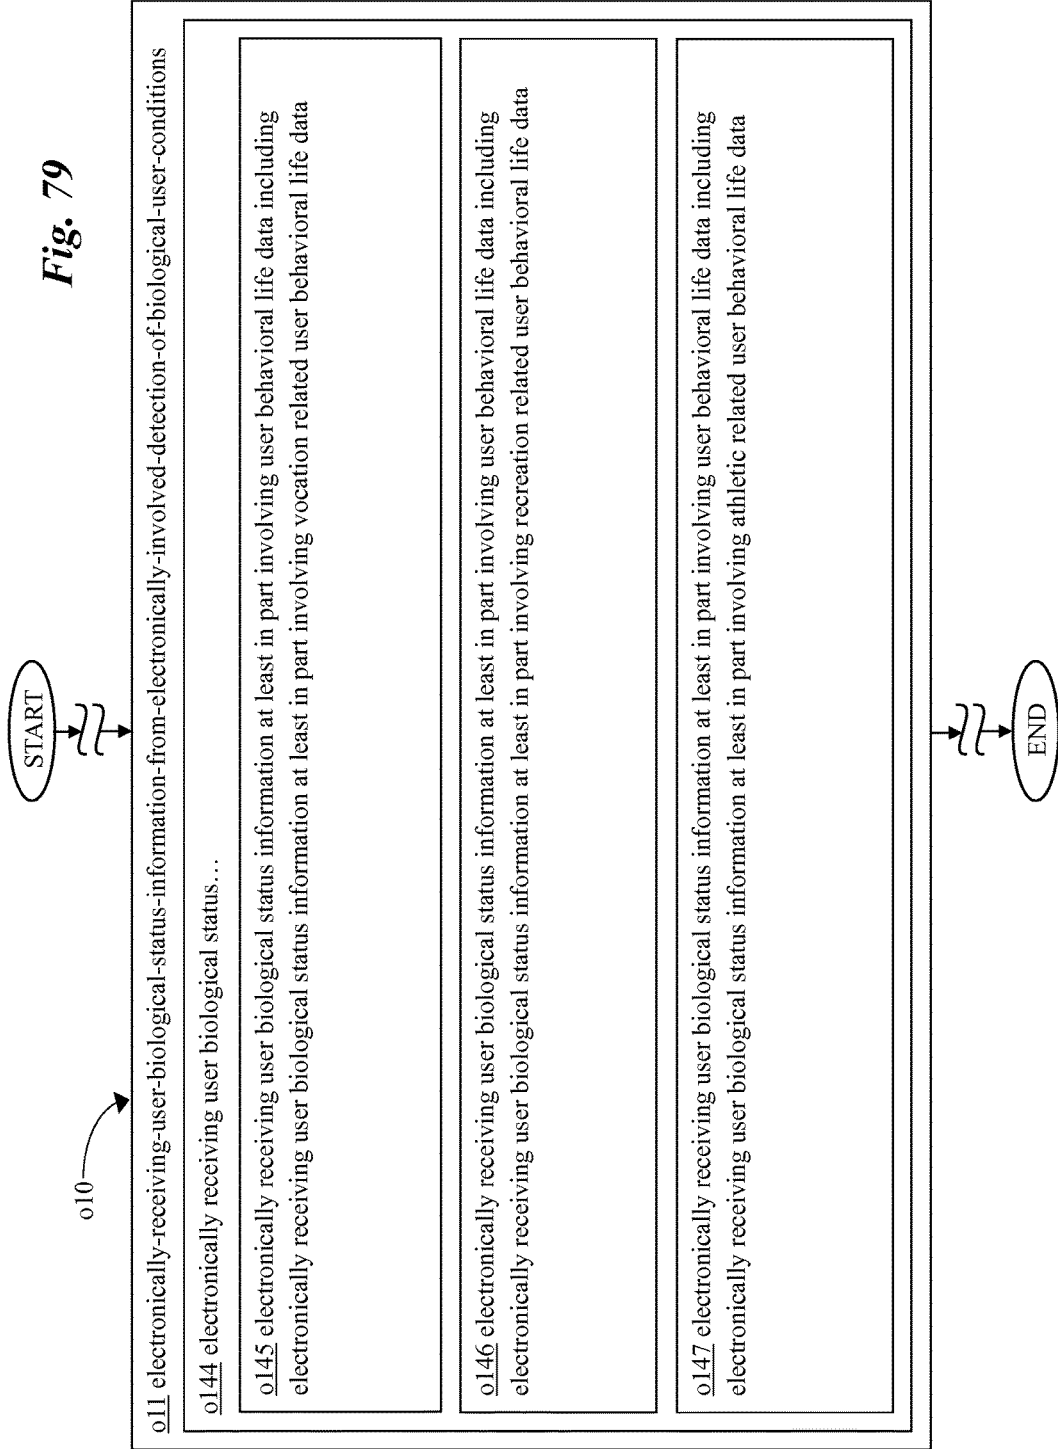 Fig. 79
START
o10
o11 electronically-receiving-user-biological-status-information-from-electronically-involved-detection-of-biological-user-conditions
o144 electronically receiving user biological status…
o145 electronically receiving user biological status information at least in part involving user behavioral life data including
electronically receiving user biological status information at least in part involving vocation related user behavioral life data
o146 electronically receiving user biological status information at least in part involving user behavioral life data including
electronically receiving user biological status information at least in part involving recreation related user behavioral life data
o147 electronically receiving user biological status information at least in part involving user behavioral life data including
electronically receiving user biological status information at least in part involving athletic related user behavioral life data
END